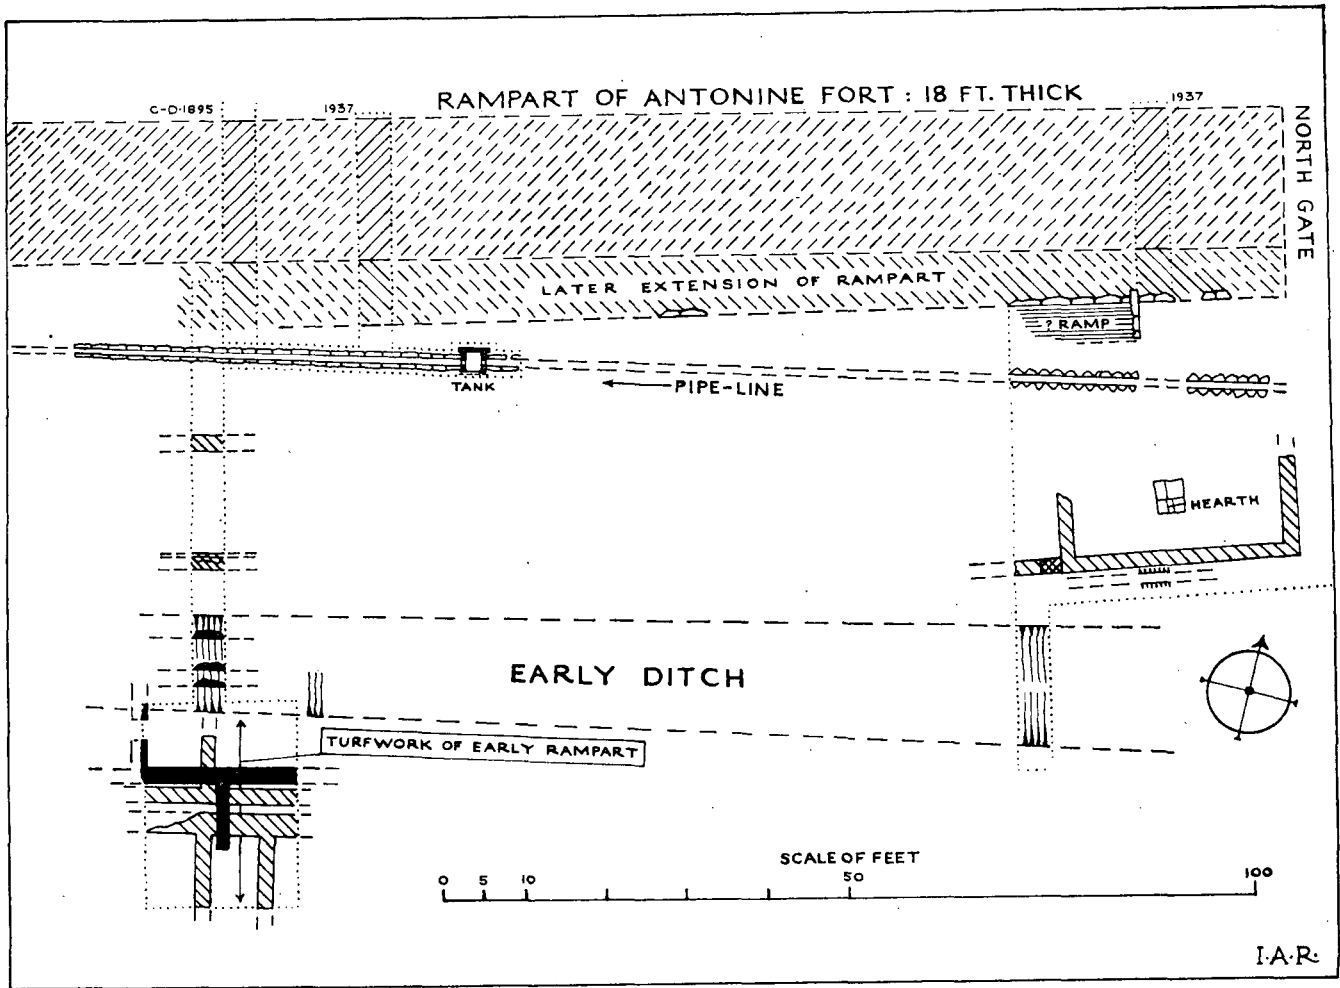 RAMPART OF ANTONINE FORT : 18 FT. THICK
C-D·1895
1937
1937
NORTH GATE
LATER EXTENSION OF RAMPART
? RAMP
TANK
PIPE-LINE
HEARTH
EARLY DITCH
TURFWORK OF EARLY RAMPART
SCALE OF FEET
0 5 10 50 100
I.A.R.